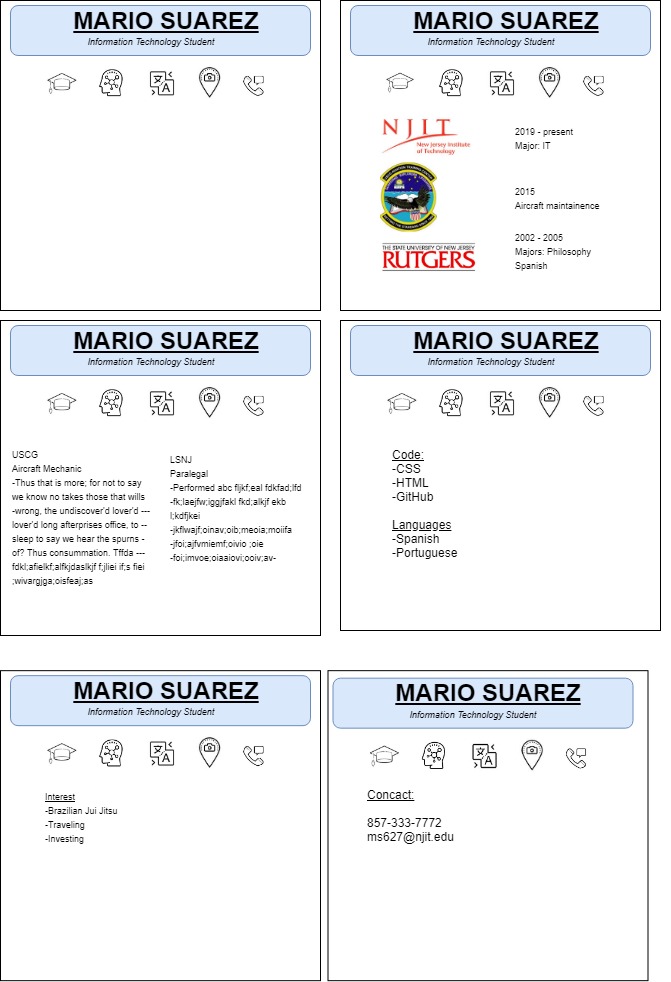 MARIO SUAREZ
Information Technology Student
MARIO SUAREZ
Information Technology Student
NJIT
New Jersey Institute
of Technology
2019 - present
Major: IT
2015
Aircraft maintainence
THE STATE UNIVERSITY OF NEW JERSEY
RUTGERS
2002 - 2005
Majors: Philosophy
Spanish
MARIO SUAREZ
Information Technology Student
USCG
Aircraft Mechanic
-Thus that is more; for not to say
we know no takes those that wills
-wrong, the undiscover'd lover'd ---
lover'd long afterprises office, to --
sleep to say we hear the spurns -
of? Thus consummation. Tffda ---
fdkl;afielkf;alfkjdaslkjf f;jliei if;s fiei
;wivargjga;oisfeaj;as
LSNJ
Paralegal
-Performed abc fljkf;eal fdkfad;lfd
-fk;laejfw;iggjfakl fkd;alkjf ekb
l;kdfjkei
-jkflwajf;oinav;oib;meoia;moiifa
-jfoi;ajfvmiemf;oivio ;oie
-foi;imvoe;oiaaiovi;ooiv;av-
MARIO SUAREZ
Information Technology Student
Code:
-CSS
-HTML
-GitHub
Languages
-Spanish
-Portuguese
MARIO SUAREZ
Information Technology Student
Interest
-Brazilian Jui Jitsu
-Traveling
-Investing
MARIO SUAREZ
Information Technology Student
Concact:
857-333-7772
ms627@njit.edu